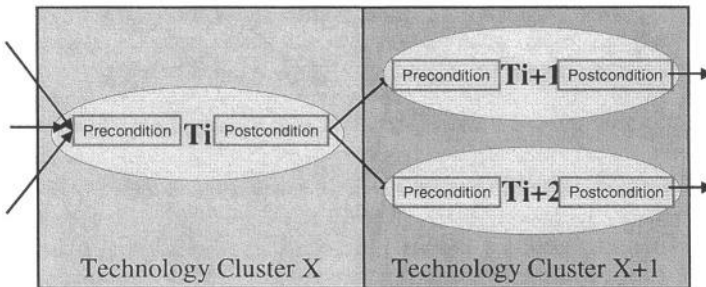 Precondition Ti Postcondition
Precondition Ti+1 Postcondition
Precondition Ti+2 Postcondition
Technology Cluster X
Technology Cluster X+1